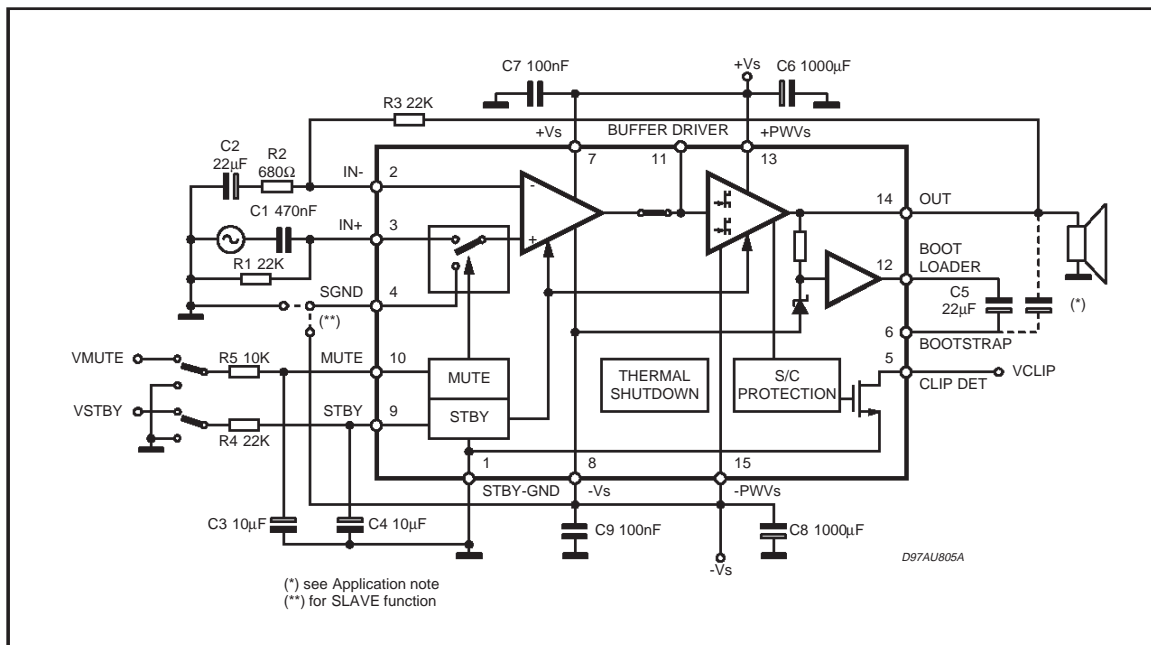 C7 100nF
+Vs
C6 1000µF
R3 22K
+Vs
BUFFER DRIVER
+PWVs
7
11
13
C2
22µF
R2
680Ω
IN-
2
-
14
OUT
C1 470nF
IN+
3
+
R1 22K
SGND
4
(**)
12
BOOT
LOADER
C5
22µF
(*)
6
BOOTSTRAP
VMUTE
R5 10K
MUTE
10
MUTE
THERMAL
SHUTDOWN
S/C
PROTECTION
5
CLIP DET
VCLIP
VSTBY
R4 22K
STBY
9
STBY
1
8
15
STBY-GND
-Vs
-PWVs
C3 10µF
C4 10µF
C9 100nF
C8 1000µF
-Vs
D97AU805A
(*) see Application note
(**) for SLAVE function